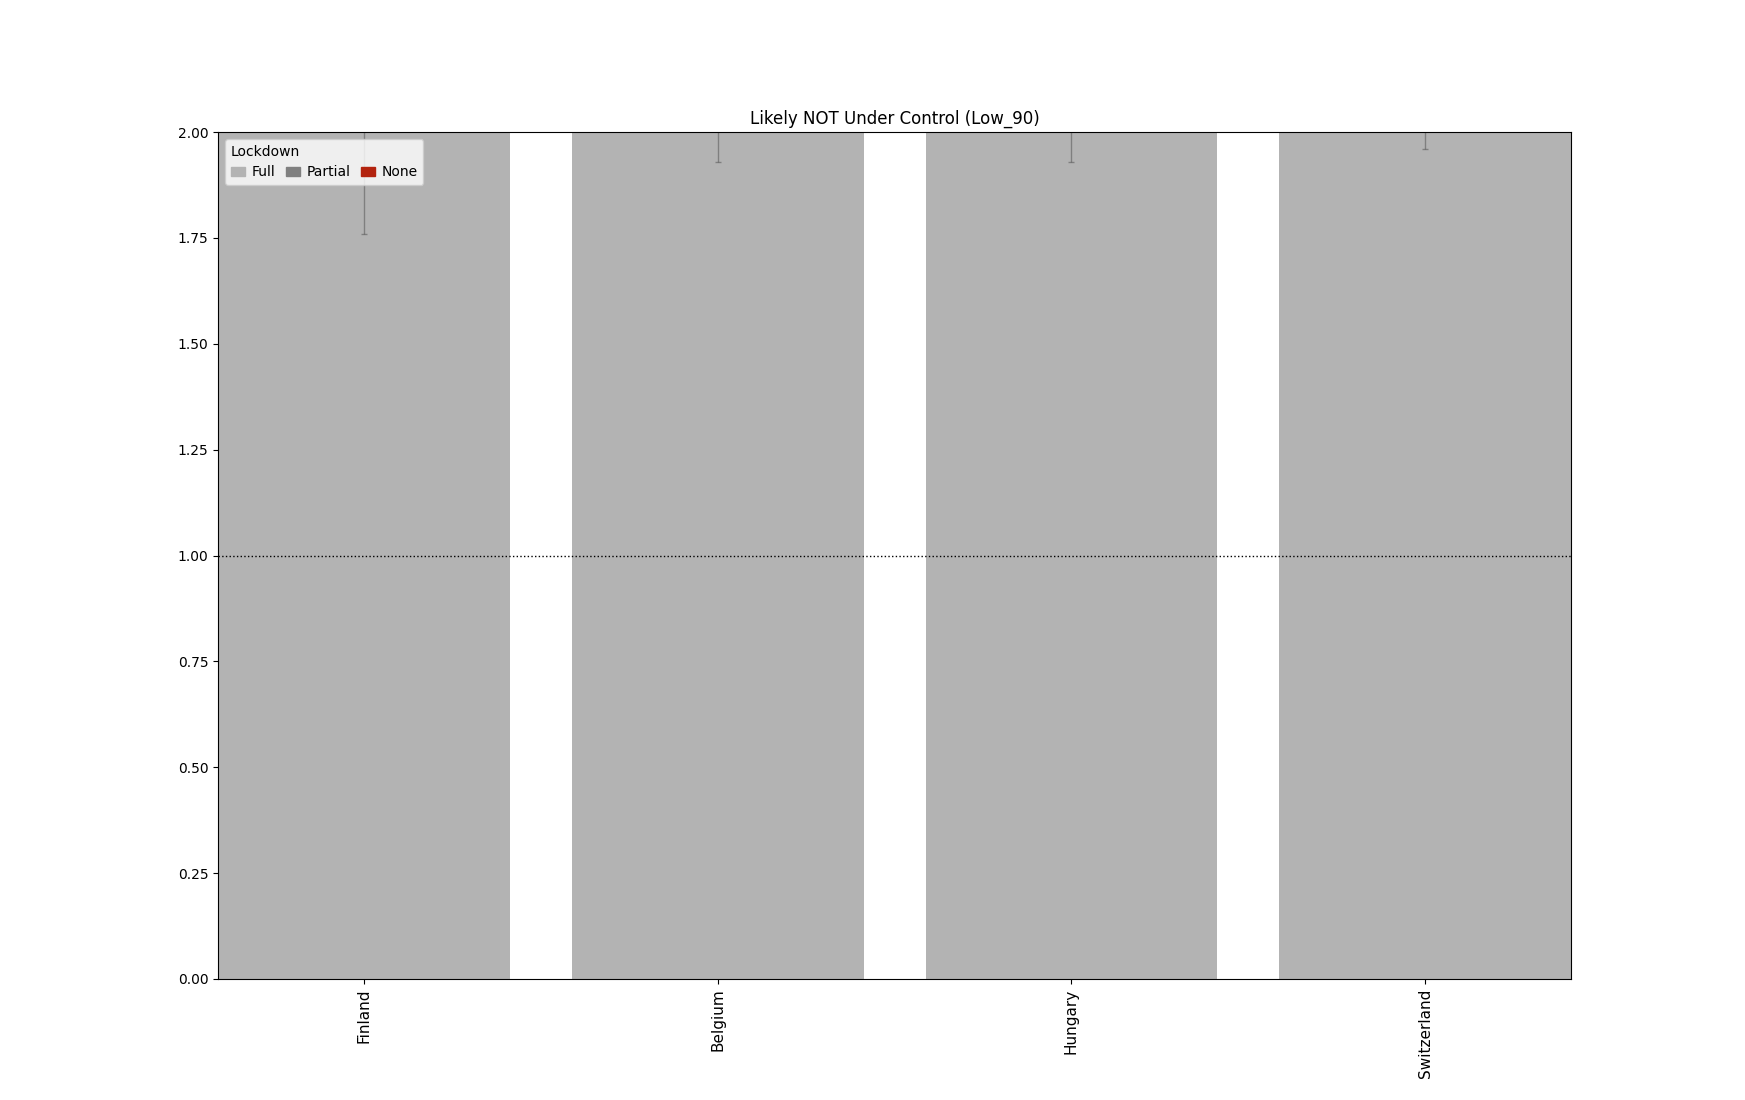 Likely NOT Under Control (Low_90)
Lockdown
Full Partial None
2.00
1.75
1.50
1.25
1.00
0.75
0.50
0.25
0.00
Finland
Belgium
Hungary
Switzerland